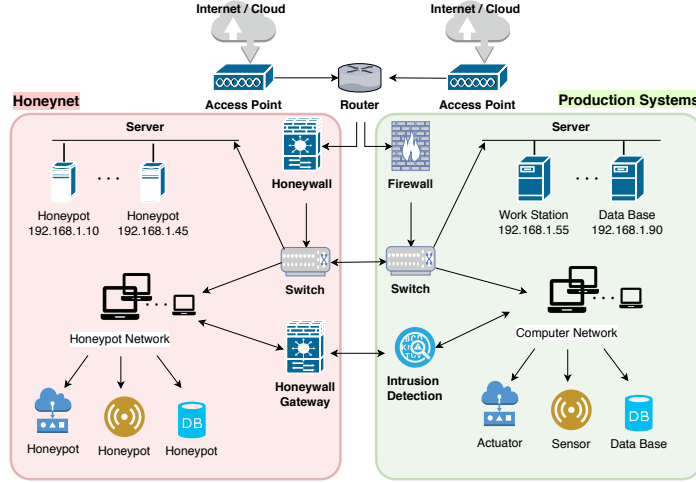 Internet / Cloud
Internet / Cloud
Access Point
Router
Access Point
Honeynet
Production Systems
Server
Server
Honeywall
Firewall
Honeypot
192.168.1.10
Honeypot
192.168.1.45
Work Station
192.168.1.55
Data Base
192.168.1.90
Switch
Switch
Honeypot Network
Computer Network
Honeywall
Gateway
Intrusion
Detection
DB
DB
Honeypot
Honeypot
Honeypot
Actuator
Sensor
Data Base